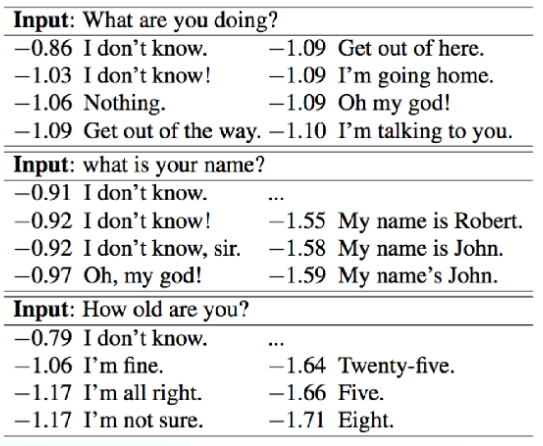 Input: What are you doing?
−0.86 I don’t know. −1.09 Get out of here.
−1.03 I don’t know! −1.09 I’m going home.
−1.06 Nothing. −1.09 Oh my god!
−1.09 Get out of the way. −1.10 I’m talking to you.
Input: what is your name?
−0.91 I don’t know. ...
−0.92 I don’t know! −1.55 My name is Robert.
−0.92 I don’t know, sir. −1.58 My name is John.
−0.97 Oh, my god! −1.59 My name’s John.
Input: How old are you?
−0.79 I don’t know. ...
−1.06 I’m fine. −1.64 Twenty-five.
−1.17 I’m all right. −1.66 Five.
−1.17 I’m not sure. −1.71 Eight.